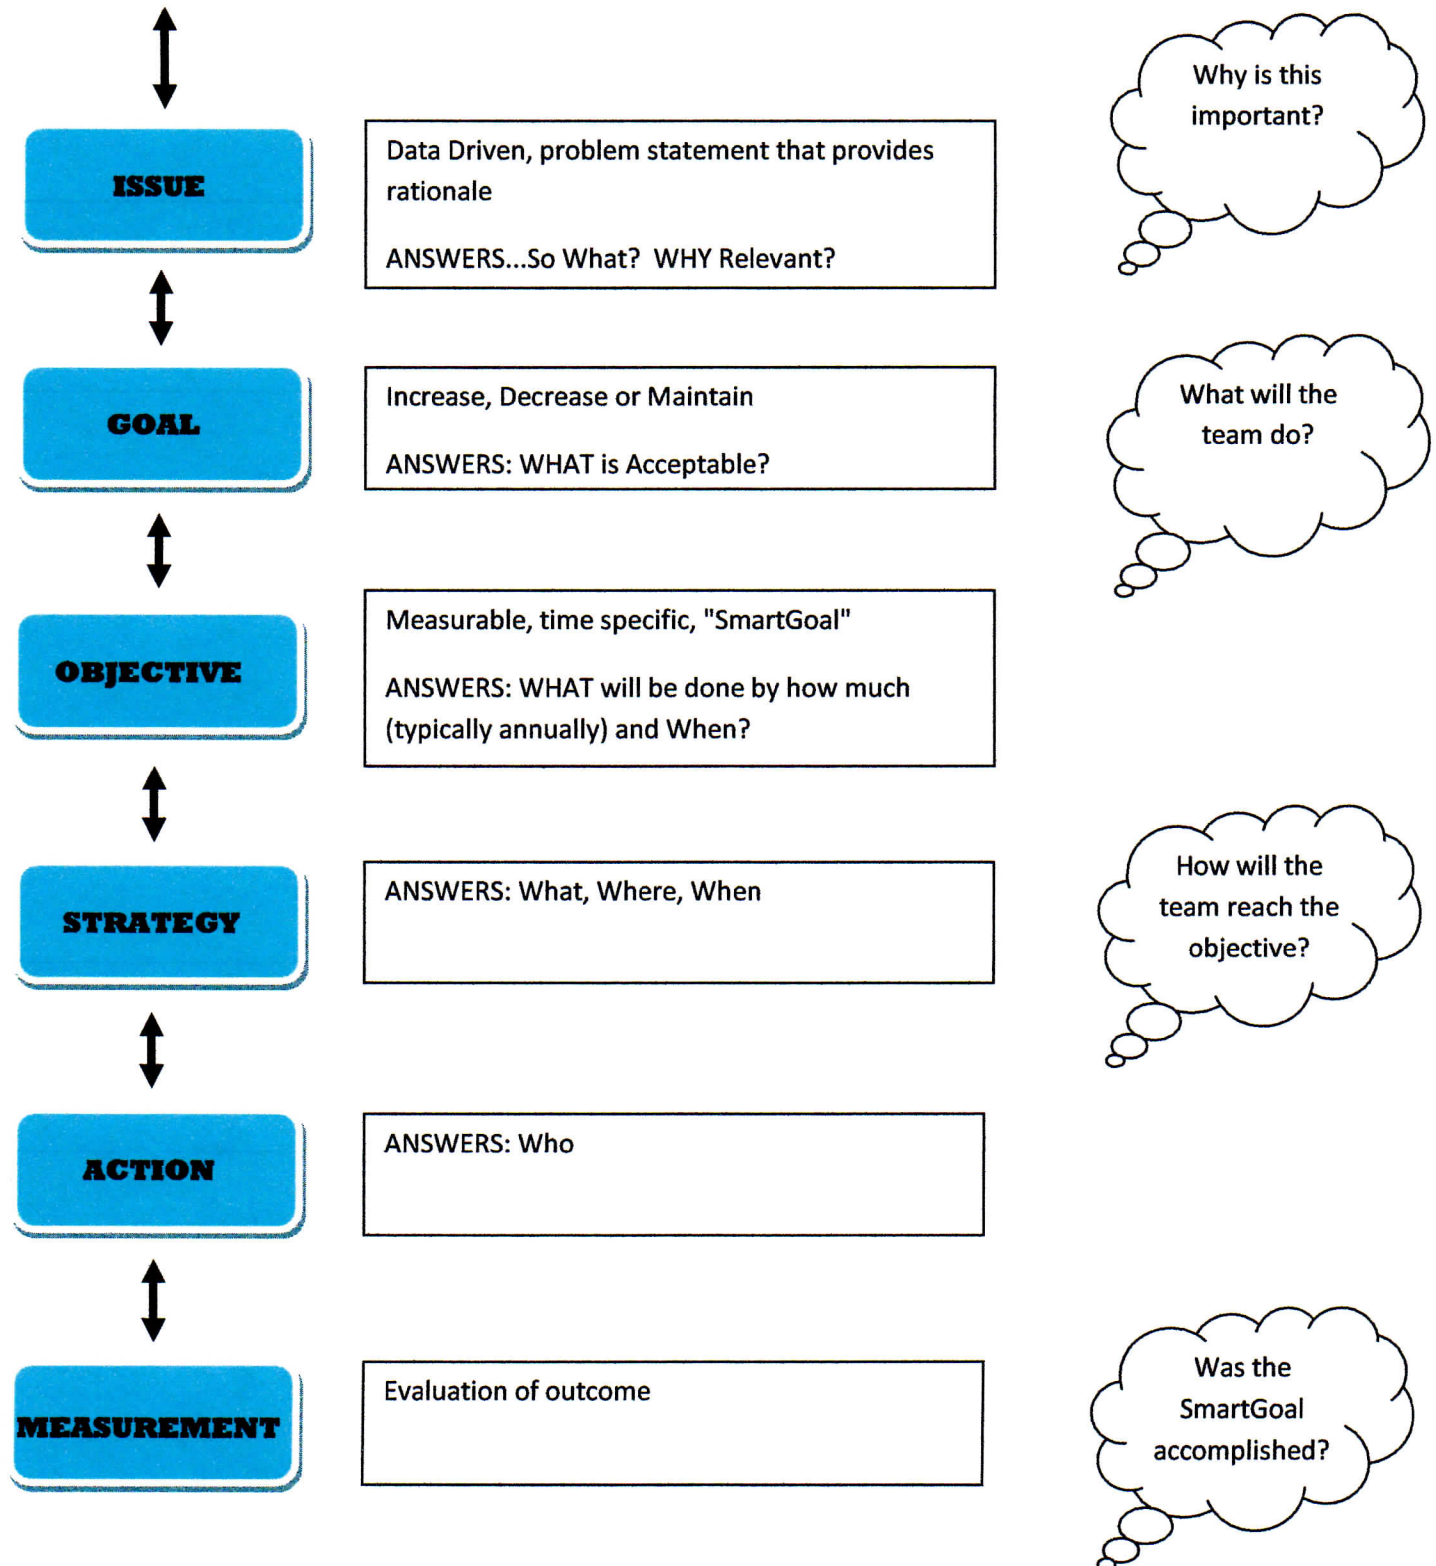 Why is this
important?
ISSUE
Data Driven, problem statement that provides
rationale
ANSWERS...So What?  WHY Relevant?
GOAL
Increase, Decrease or Maintain
ANSWERS: WHAT is Acceptable?
What will the
team do?
OBJECTIVE
Measurable, time specific, "SmartGoal"
ANSWERS: WHAT will be done by how much
(typically annually) and When?
STRATEGY
ANSWERS: What, Where, When
How will the
team reach the
objective?
ACTION
ANSWERS: Who
MEASUREMENT
Evaluation of outcome
Was the
SmartGoal
accomplished?